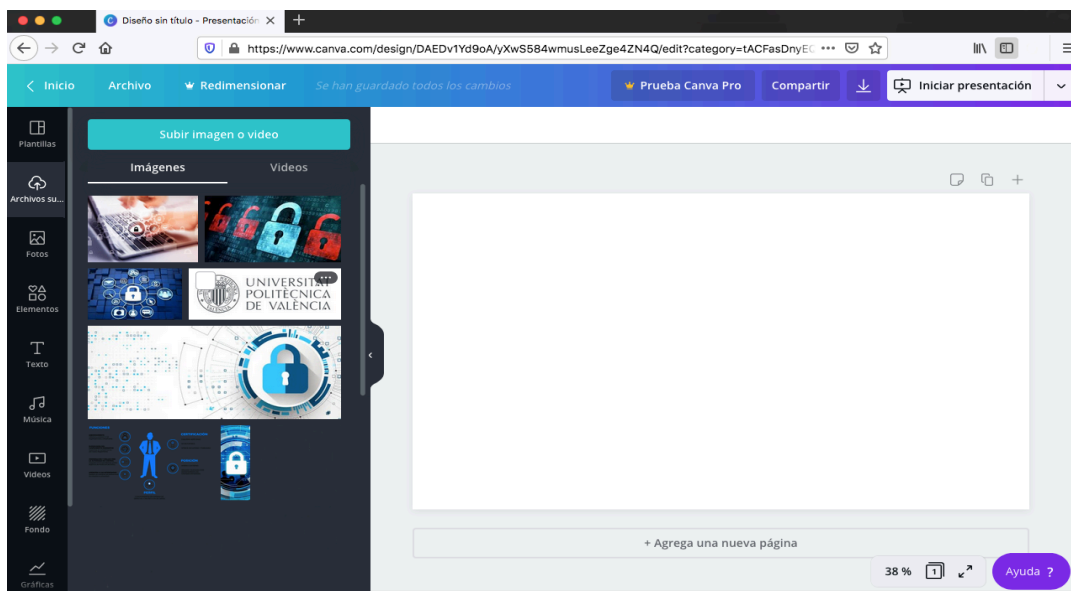 Diseño sin título - Presentación
https://www.canva.com/design/DAEDv1Yd9oA/yXwS584wmusLeeZge4ZN4Q/edit?category=tACFasDnyEC
Inicio
Archivo
Redimensionar
Se han guardado todos los cambios
Prueba Canva Pro
Compartir
Iniciar presentación
Plantillas
Archivos su...
Fotos
Elementos
Texto
Música
Videos
Fondo
Gráficas
Subir imagen o video
Imágenes
Videos
UNIVERSITAT
POLITÈCNICA
DE VALÈNCIA
+ Agrega una nueva página
38 %
1
Ayuda ?